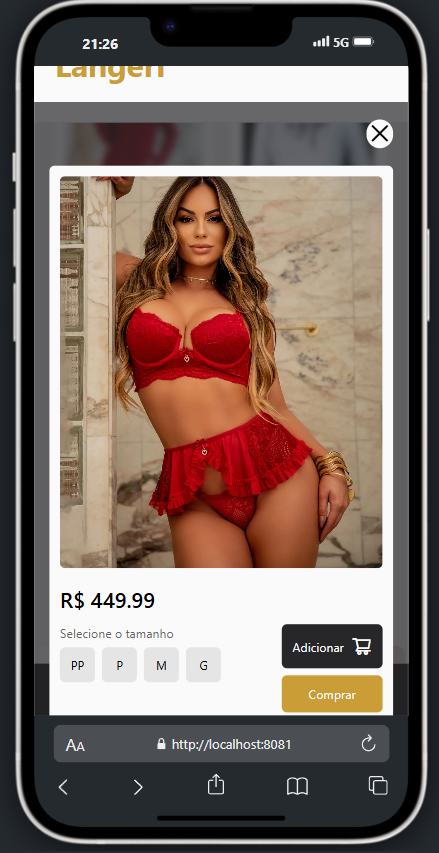 21:26
5G
Langeri
R$ 449.99
Selecione o tamanho
PP P M G
Adicionar
Comprar
AA
http://localhost:8081